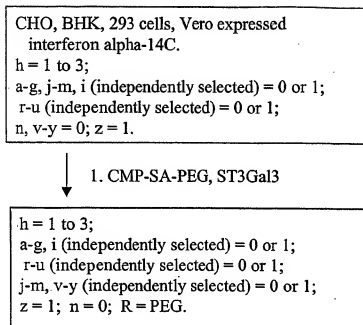 CHO, BHK, 293 cells, Vero expressed
interferon alpha-14C.
h = 1 to 3;
a-g, j-m, i (independently selected) = 0 or 1;
r-u (independently selected) = 0 or 1;
n, v-y = 0; z = 1.
1. CMP-SA-PEG, ST3Gal3
h = 1 to 3;
a-g, i (independently selected) = 0 or 1;
r-u (independently selected) = 0 or 1;
j-m, v-y (independently selected) = 0 or 1;
z = 1; n = 0; R = PEG.